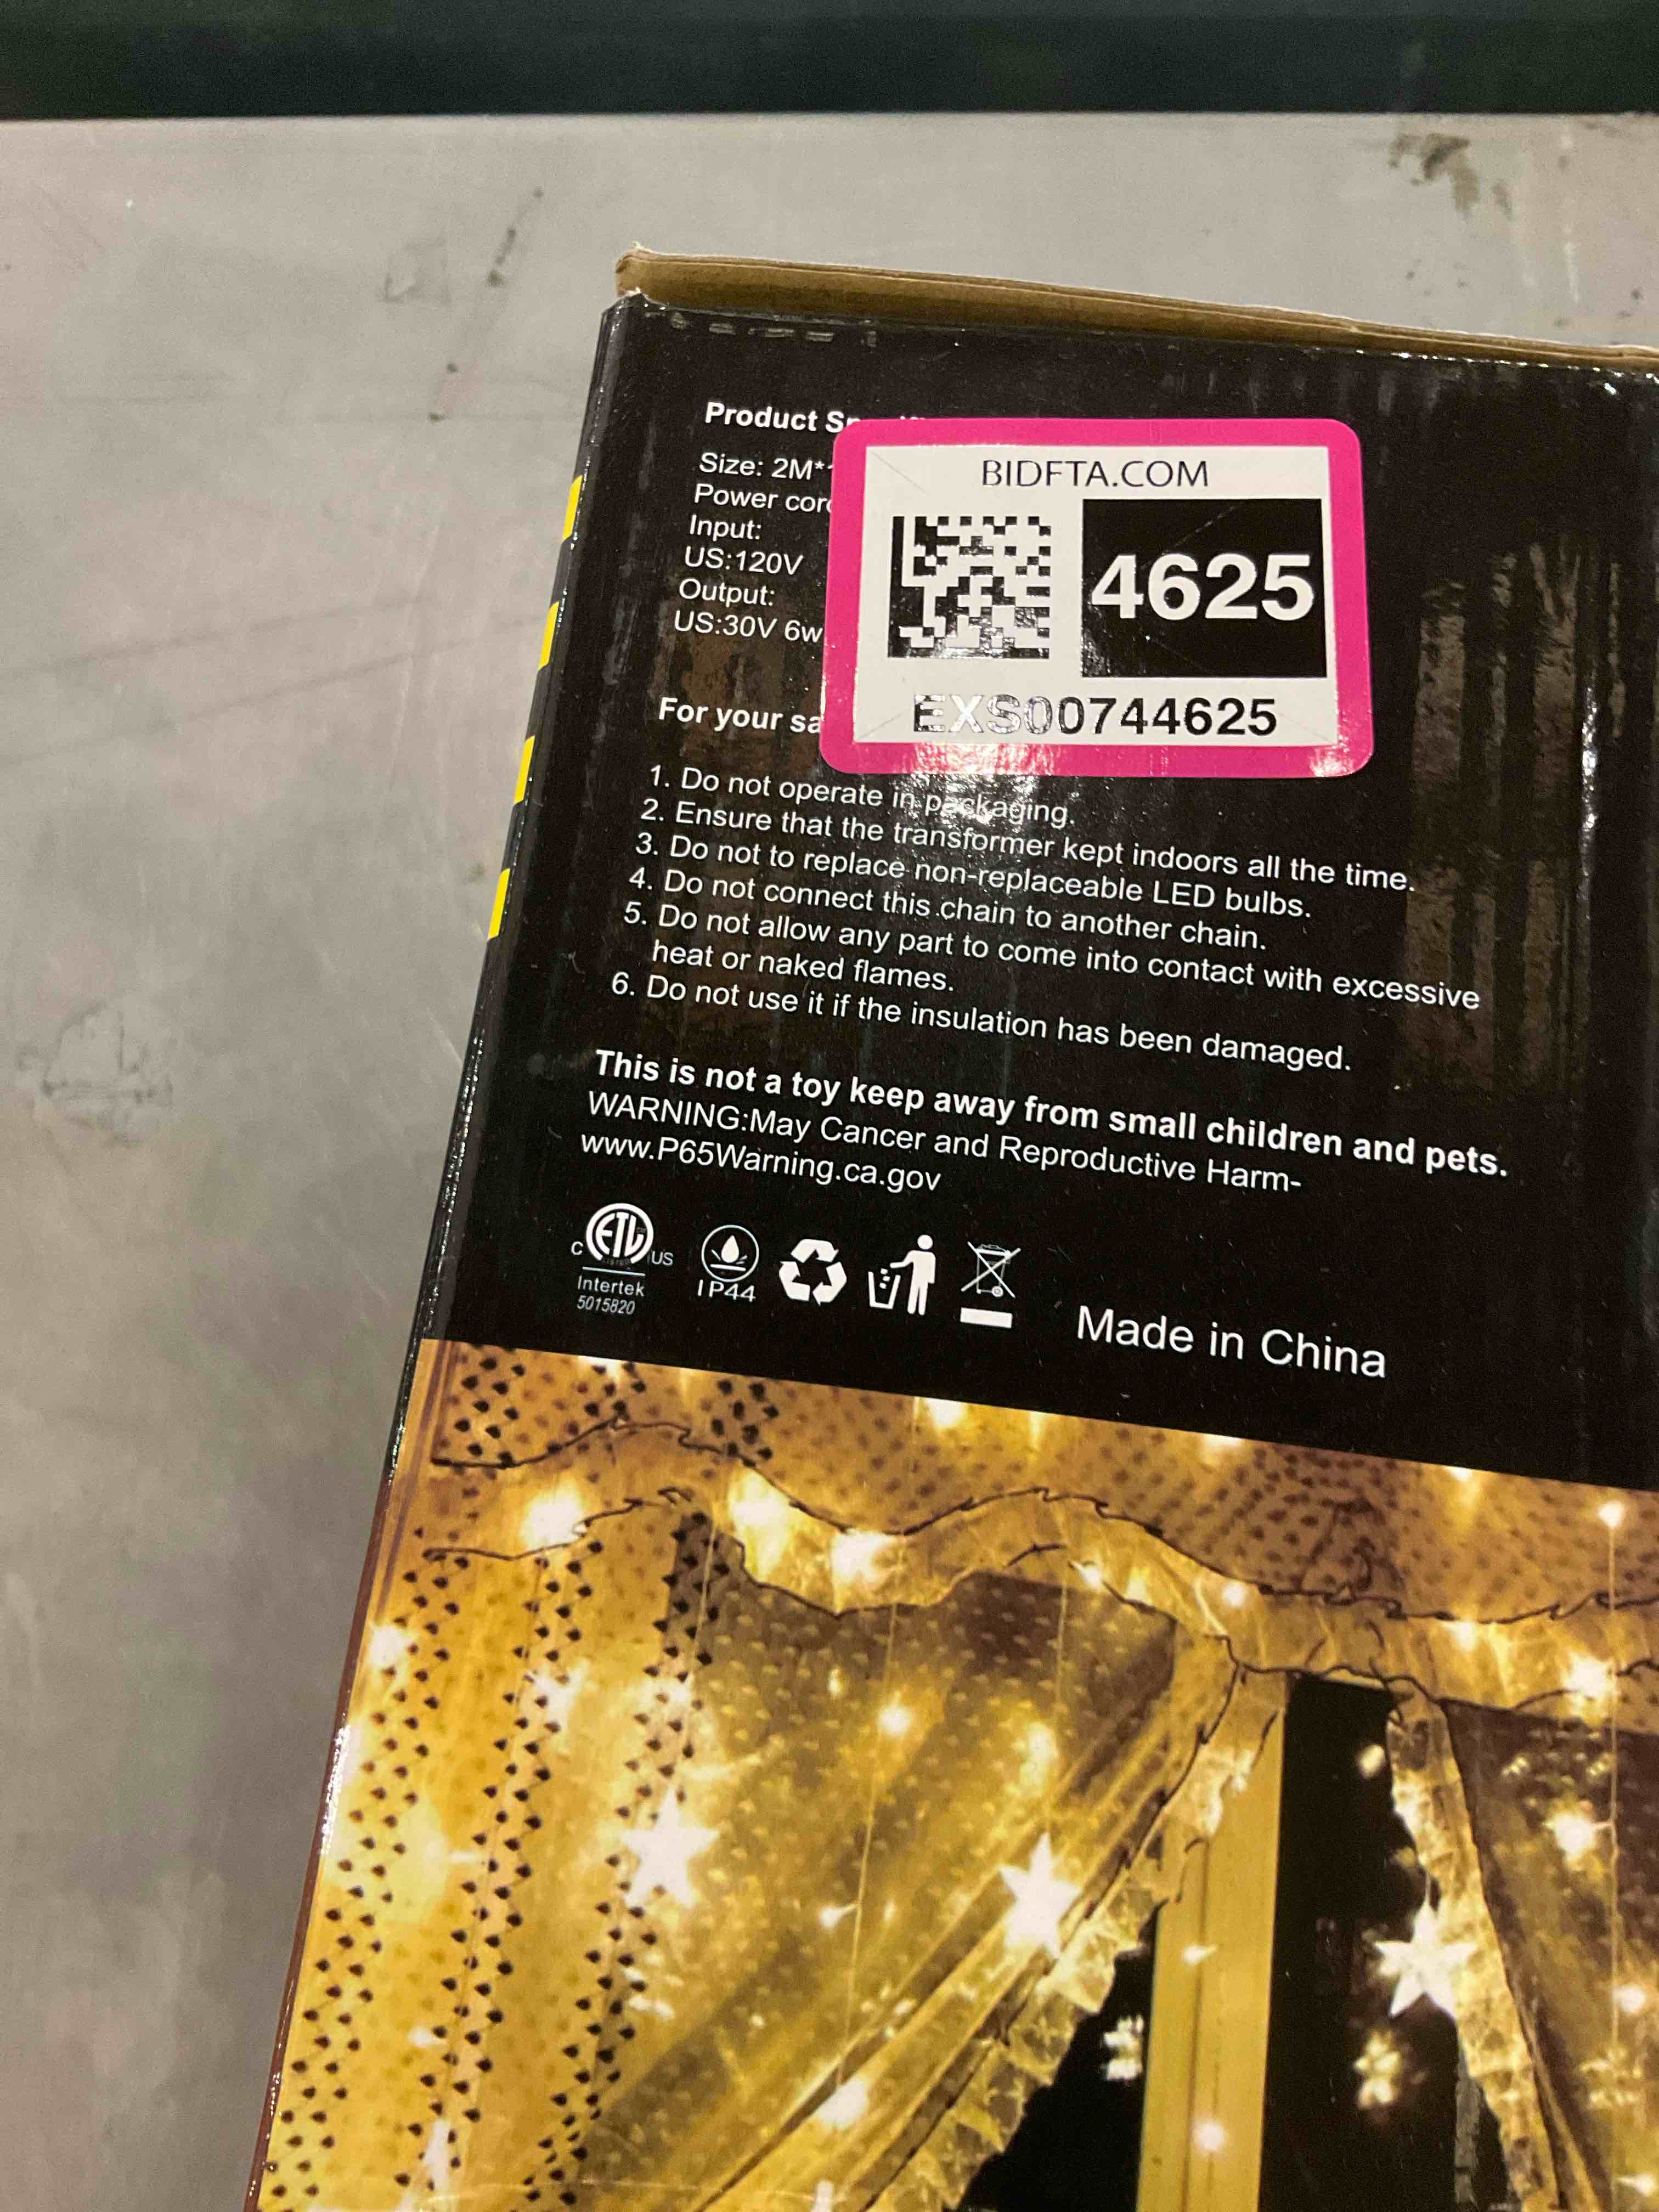 Product
Size: 2M*
Power
Input:
US:120V
Output:
US:30V 6w
For your
BIDFTA.COM
4625
EXS00744625
1. Do not operate in packaging.
2. Ensure that the transformer kept indoors all the time.
3. Do not to replace non-replaceable LED bulbs.
4. Do not connect this chain to another chain.
5. Do not allow any part to come into contact with excessive
heat or naked flames.
6. Do not use it if the insulation has been damaged.
This is not a toy keep away from small children and pets.
WARNING:May Cancer and Reproductive Harm-
www.P65Warning.ca.gov
C ETL US
LISTED
Intertek
5015820
IP44
Made in China